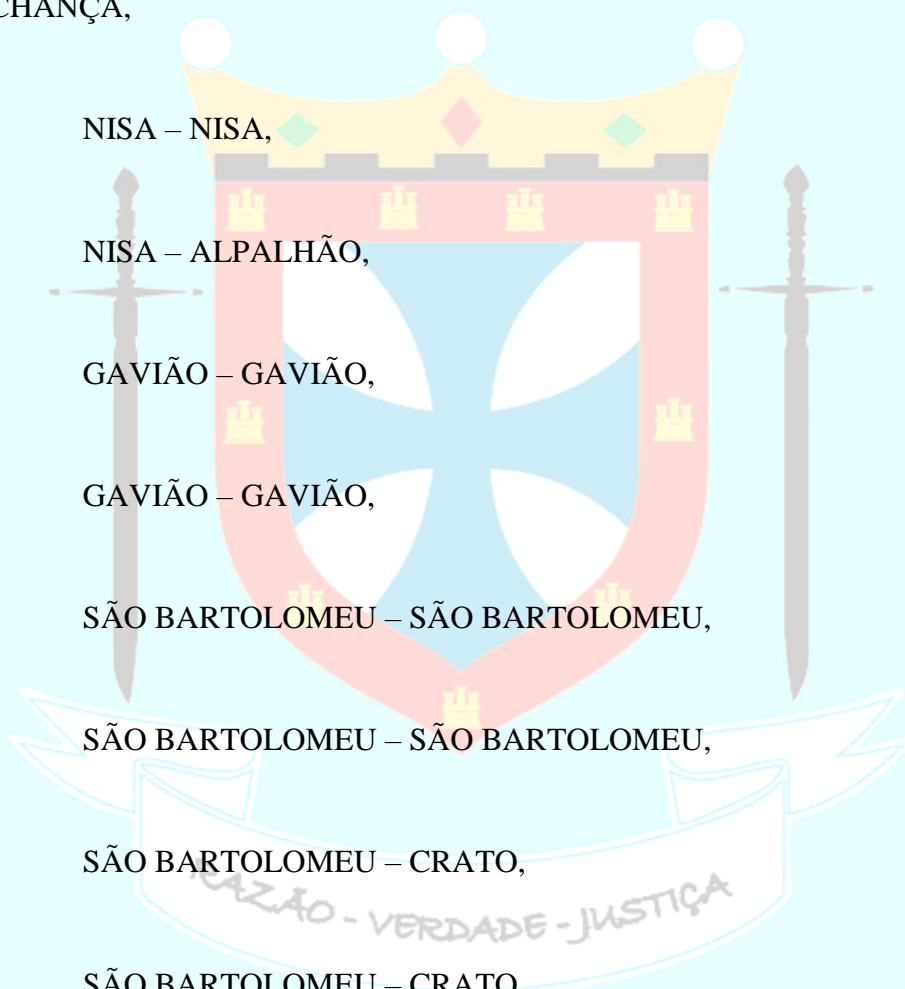 CHANÇA,
NISA – NISA,
NISA – ALPALHÃO,
GAVIÃO – GAVIÃO,
GAVIÃO – GAVIÃO,
SÃO BARTOLOMEU – SÃO BARTOLOMEU,
SÃO BARTOLOMEU – SÃO BARTOLOMEU,
SÃO BARTOLOMEU – CRATO,
RAZÃO - VERDADE - JUSTIÇA
SÃO BARTOLOMEU – CRATO